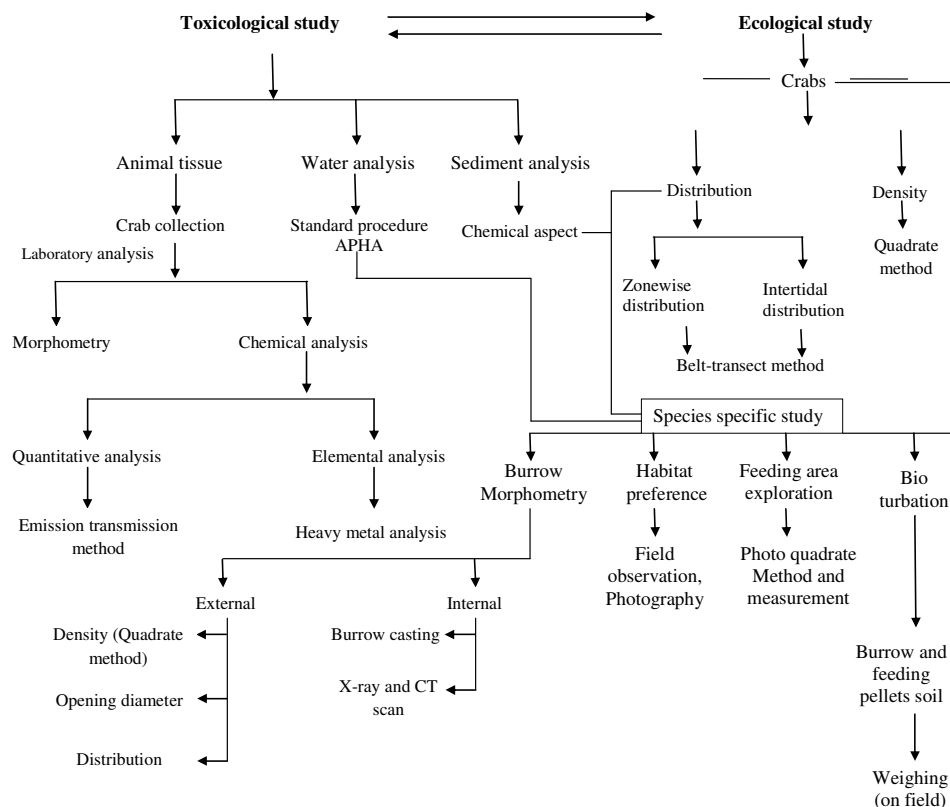 Toxicological study
Ecological study
Crabs
Animal tissue
Water analysis
Sediment analysis
Distribution
Density
Crab collection
Standard procedure
APHA
Chemical aspect
Quadrate
method
Laboratory analysis
Zonewise
distribution
Intertidal
distribution
Morphometry
Chemical analysis
Belt-transect method
Species specific study
Quantitative analysis
Elemental analysis
Burrow
Morphometry
Habitat
preference
Feeding area
exploration
Bio
turbation
Emission transmission
method
Heavy metal analysis
Field
observation,
Photography
Photo quadrate
Method and
measurement
External
Internal
Density (Quadrate
method)
Burrow casting
Burrow and
feeding
pellets soil
Opening diameter
X-ray and CT
scan
Distribution
Weighing
(on field)